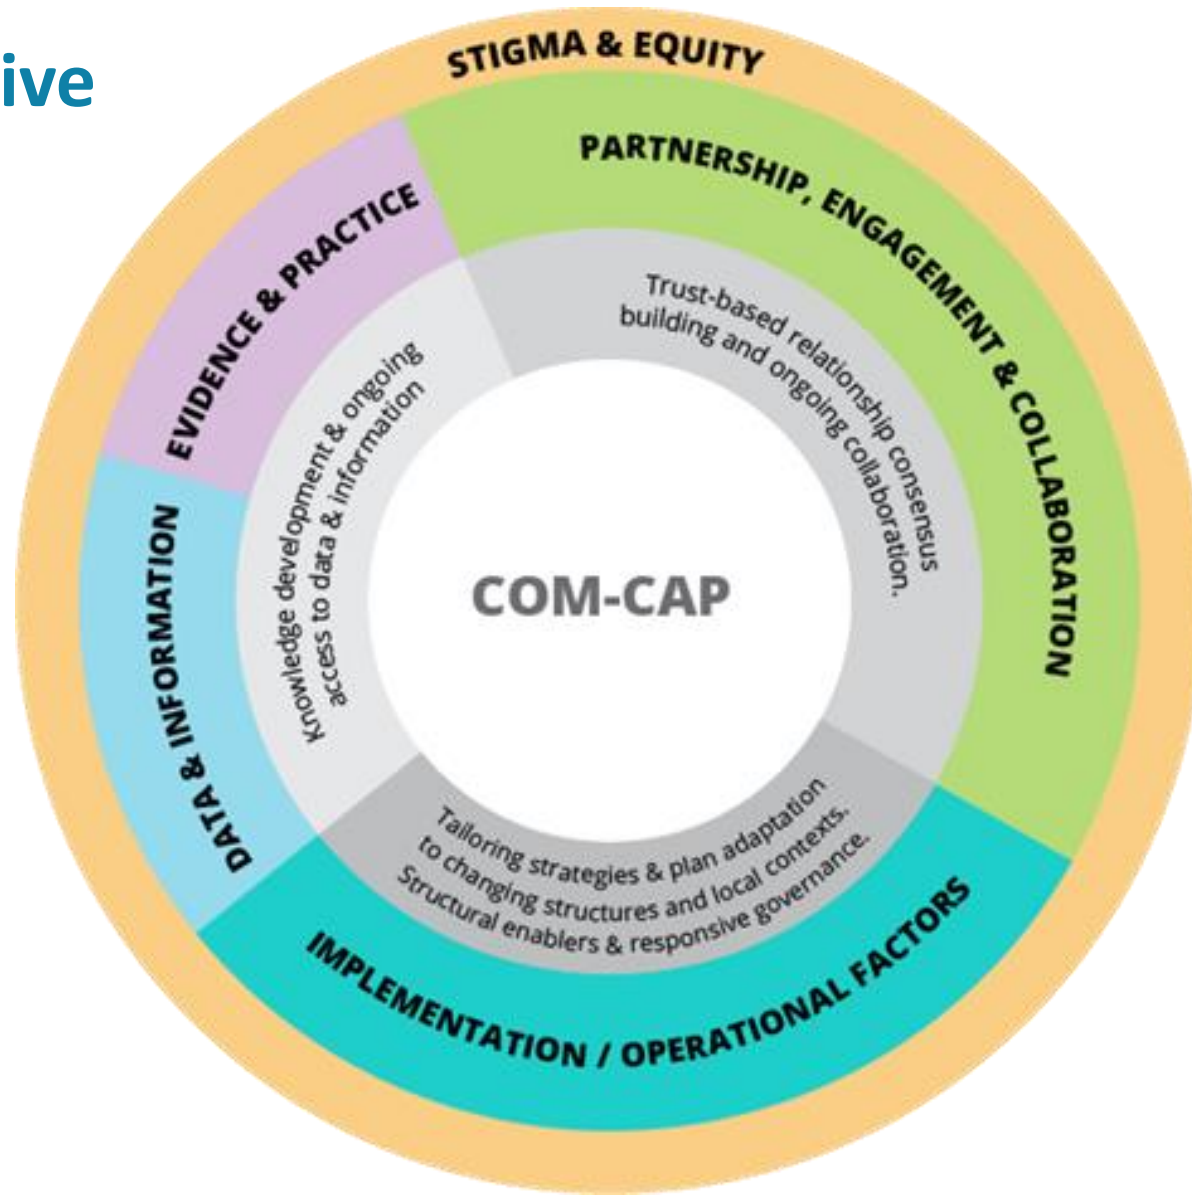 ive
STIGMA & EQUITY
PARTNERSHIP, ENGAGEMENT & COLLABORATION
EVIDENCE & PRACTICE
Trust-based relationship consensus
building and ongoing collaboration.
Knowledge development & ongoing
access to data & information
COM-CAP
DATA & INFORMATION
Tailoring strategies & plan adaptation
to changing structures and local contexts.
Structural enablers & responsive governance.
IMPLEMENTATION / OPERATIONAL FACTORS